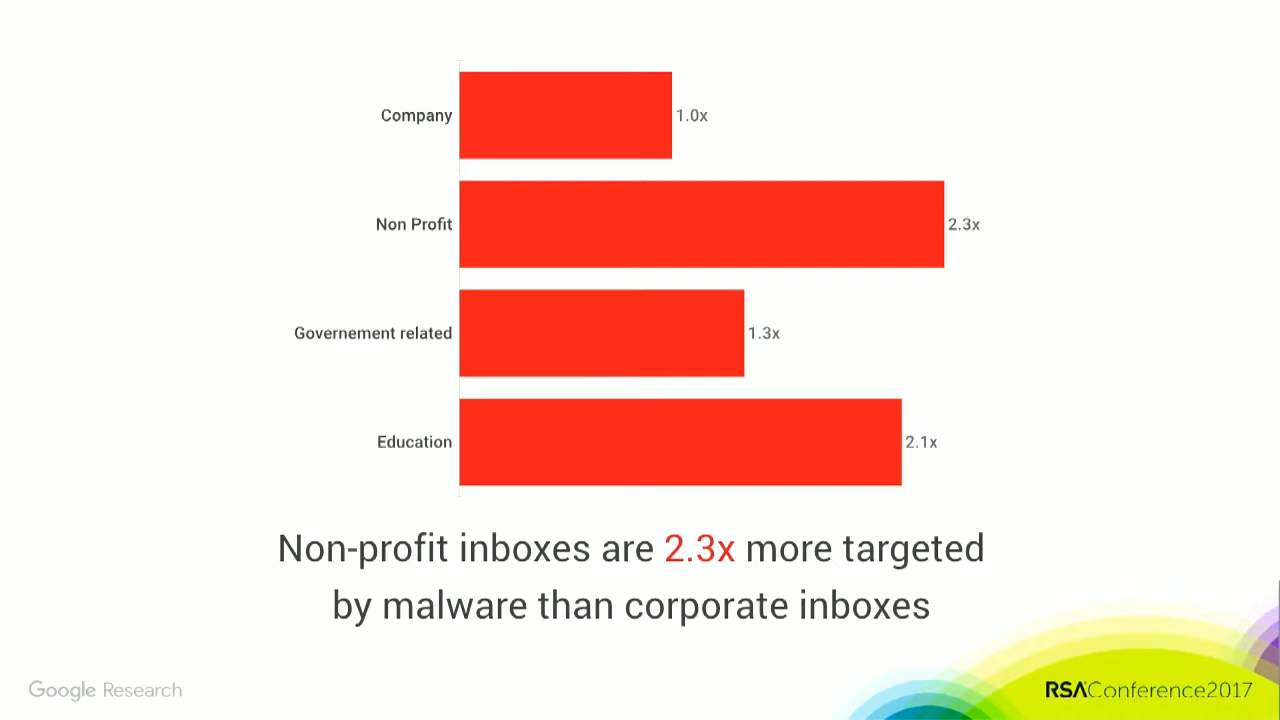 Company 1.0x
Non Profit 2.3x
Governement related 1.3x
Education 2.1x
Non-profit inboxes are 2.3x more targeted
by malware than corporate inboxes
Google Research
RSAConference2017